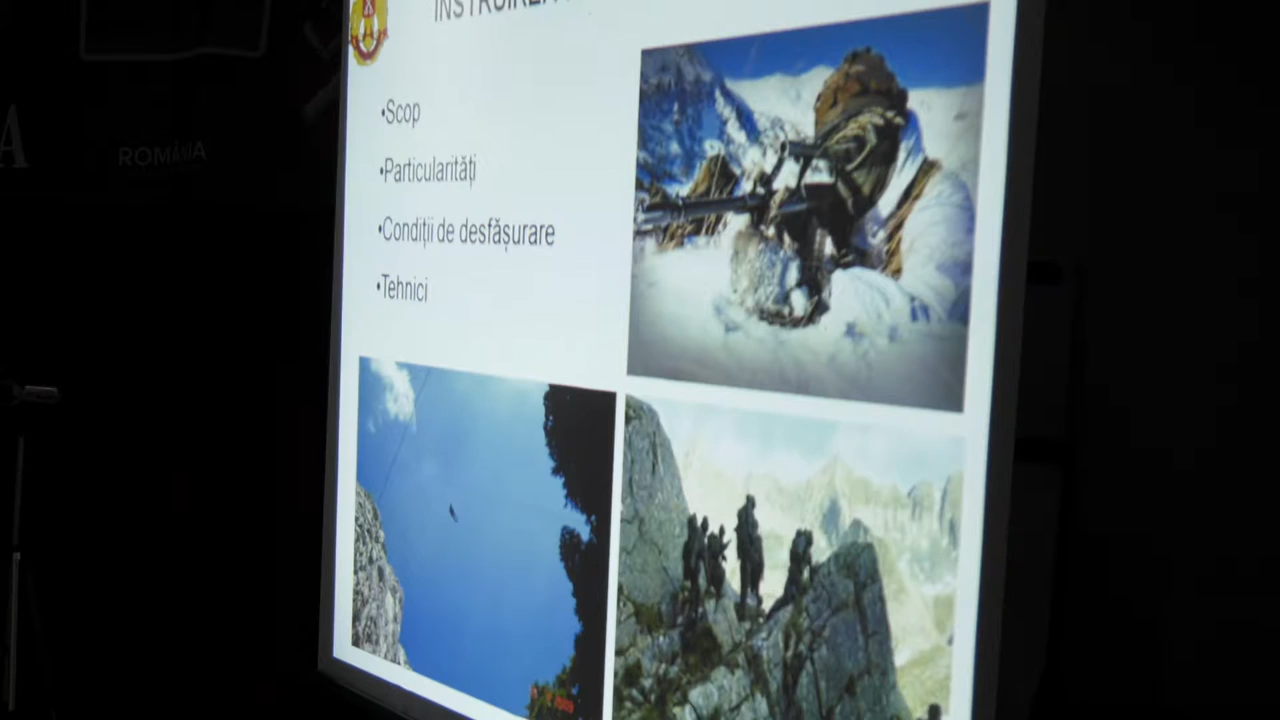 •Scop
•Particularități
•Condiții de desfășurare
•Tehnici
ROMÂNIA
A